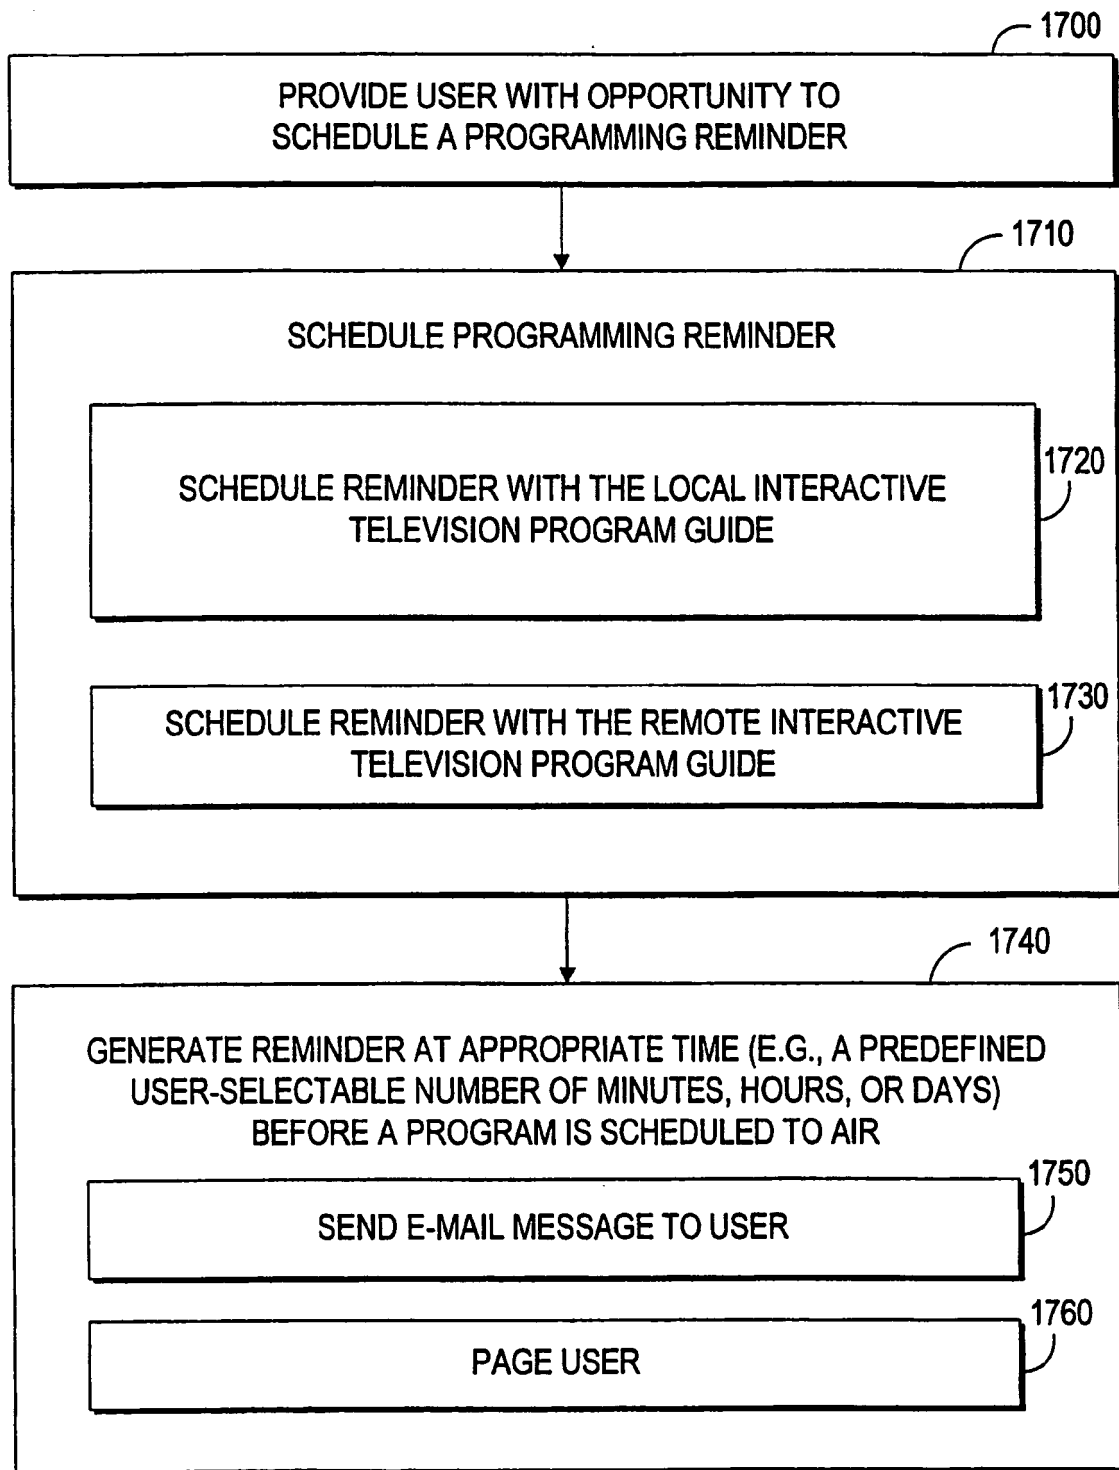 1700
PROVIDE USER WITH OPPORTUNITY TO
SCHEDULE A PROGRAMMING REMINDER
1710
SCHEDULE PROGRAMMING REMINDER
1720
SCHEDULE REMINDER WITH THE LOCAL INTERACTIVE
TELEVISION PROGRAM GUIDE
1730
SCHEDULE REMINDER WITH THE REMOTE INTERACTIVE
TELEVISION PROGRAM GUIDE
1740
GENERATE REMINDER AT APPROPRIATE TIME (E.G., A PREDEFINED
USER-SELECTABLE NUMBER OF MINUTES, HOURS, OR DAYS)
BEFORE A PROGRAM IS SCHEDULED TO AIR
1750
SEND E-MAIL MESSAGE TO USER
1760
PAGE USER